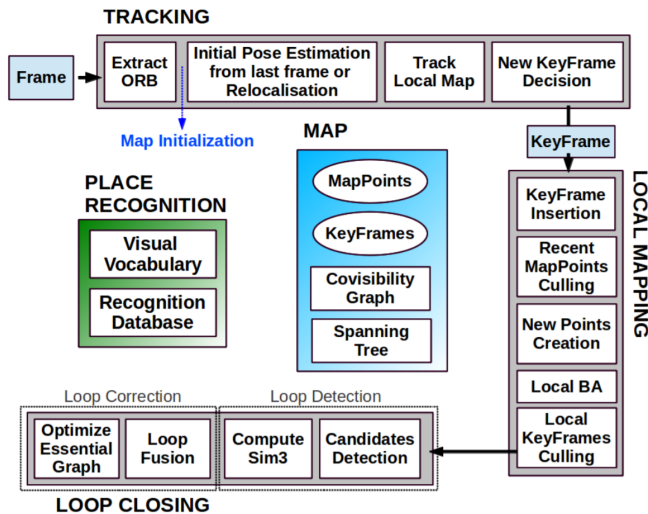 TRACKING
Frame
Extract
ORB
Initial Pose Estimation
from last frame or
Relocalisation
Track
Local Map
New KeyFrame
Decision
Map Initialization
KeyFrame
MAP
MapPoints
KeyFrames
Covisibility
Graph
Spanning
Tree
PLACE
RECOGNITION
Visual
Vocabulary
Recognition
Database
LOCAL MAPPING
KeyFrame
Insertion
Recent
MapPoints
Culling
New Points
Creation
Local BA
Local
KeyFrames
Culling
Loop Correction
Loop Detection
Optimize
Essential
Graph
Loop
Fusion
Compute
Sim3
Candidates
Detection
LOOP CLOSING